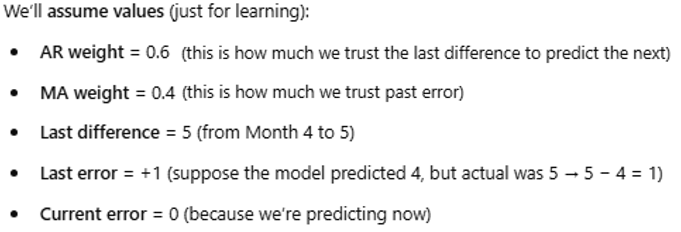 We'll assume values (just for learning):
• AR weight = 0.6 (this is how much we trust the last difference to predict the next)
• MA weight = 0.4 (this is how much we trust past error)
• Last difference = 5 (from Month 4 to 5)
• Last error = +1 (suppose the model predicted 4, but actual was 5 → 5 − 4 = 1)
• Current error = 0 (because we're predicting now)